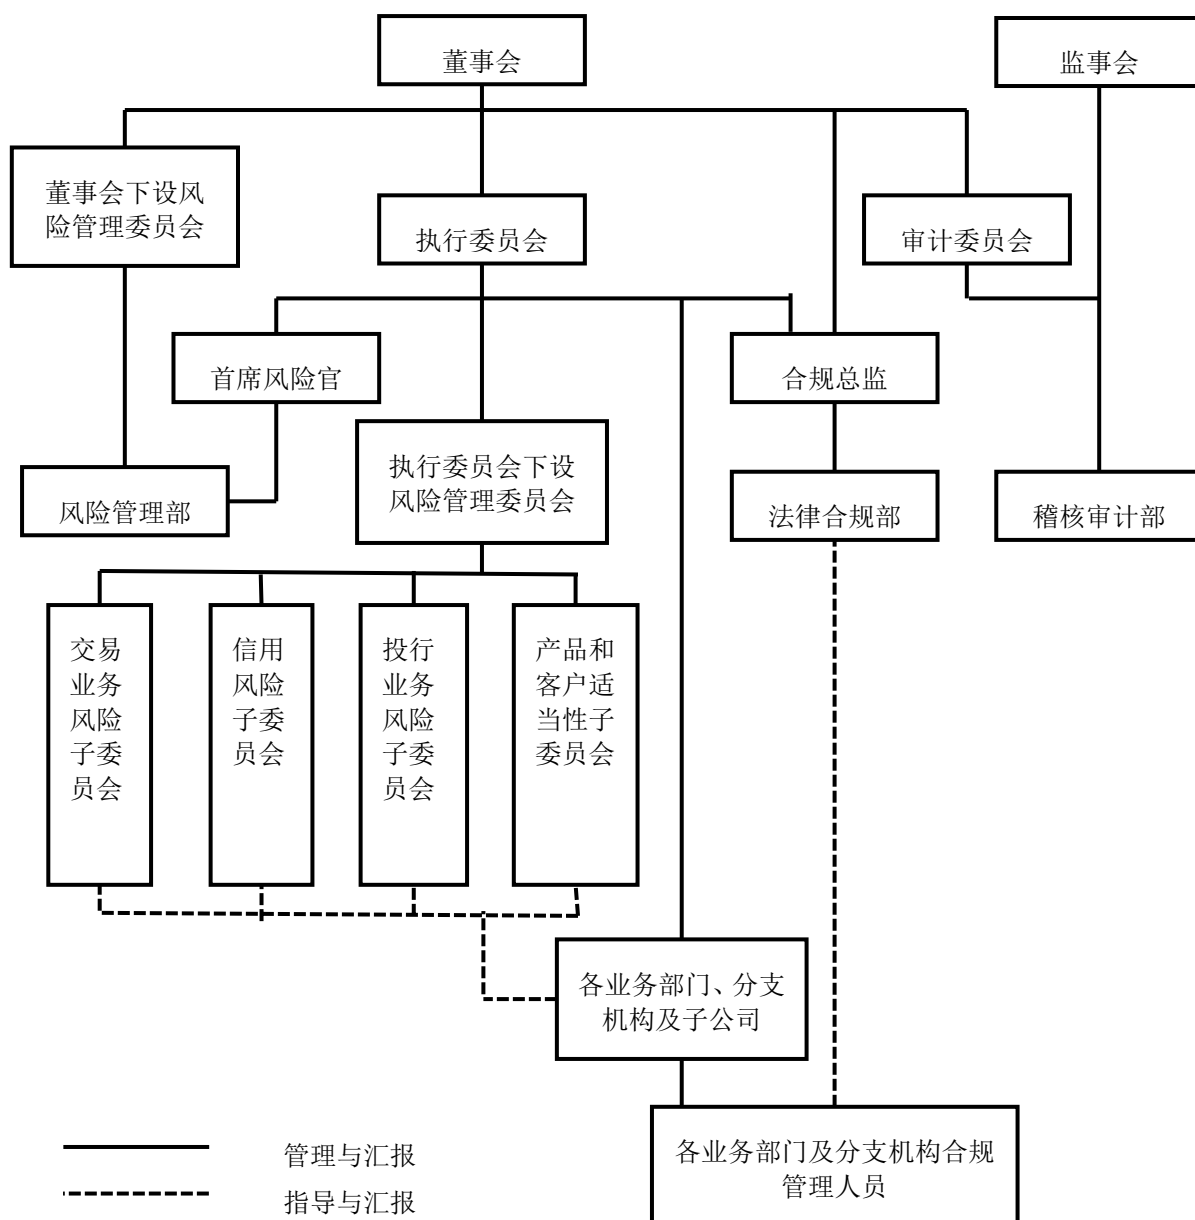 董事会
监事会
董事会下设风
险管理委员会
执行委员会
审计委员会
首席风险官
合规总监
执行委员会下设
风险管理委员会
风险管理部
法律合规部
稽核审计部
交易
业务
风险
子委
员会
信用
风险
子委
员会
投行
业务
风险
子委
员会
产品和
客户适
当性子
委员会
各业务部门、分支
机构及子公司
各业务部门及分支机构合规
管理人员
管理与汇报
指导与汇报